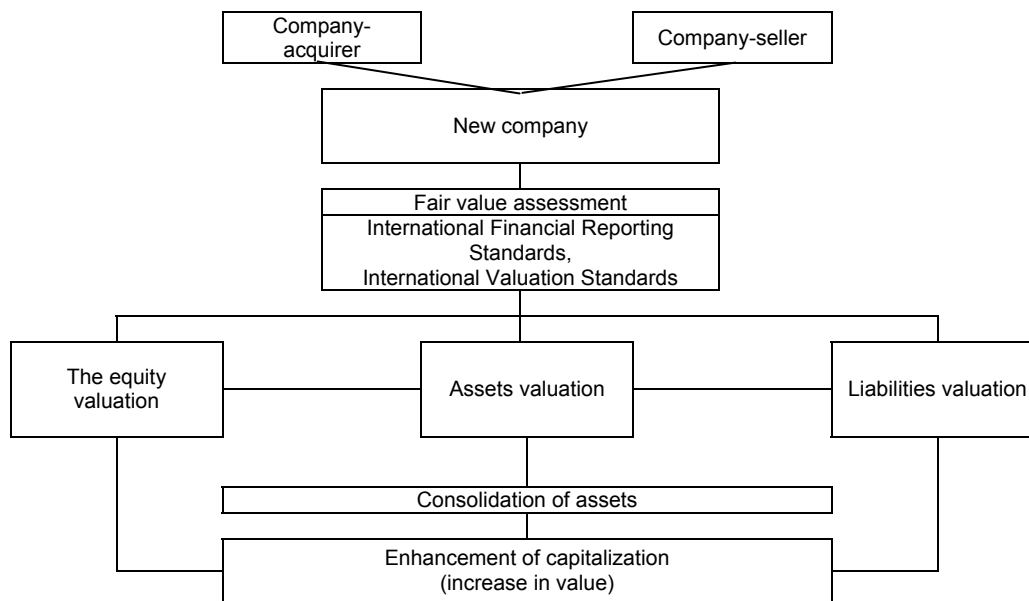 Company-
acquirer
Company-seller
New company
Fair value assessment
International Financial Reporting
Standards,
International Valuation Standards
The equity
valuation
Assets valuation
Liabilities valuation
Consolidation of assets
Enhancement of capitalization
(increase in value)